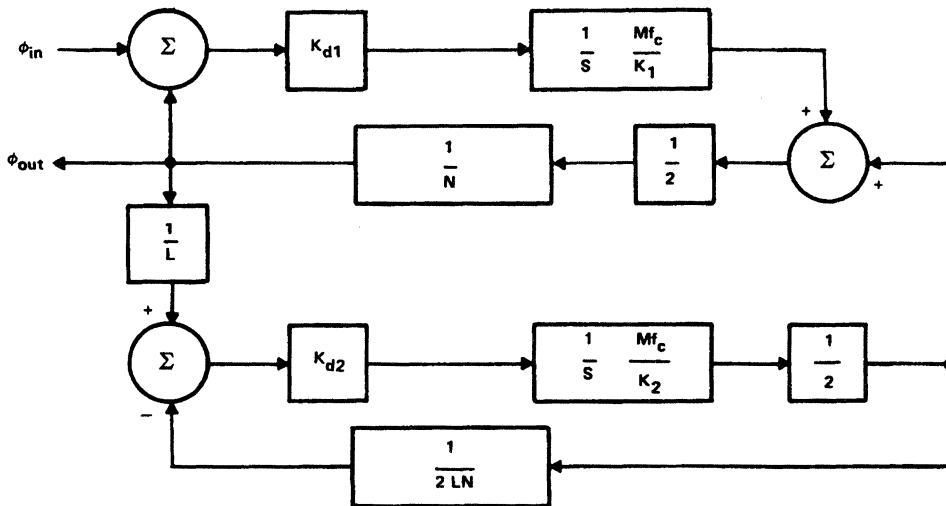 ϕin
Σ
Kd1
1/S Mfc/K1
+
ϕout
1/N
1/2
Σ
+
1/L
+
Σ
−
Kd2
1/S Mfc/K2
1/2
1/2 LN